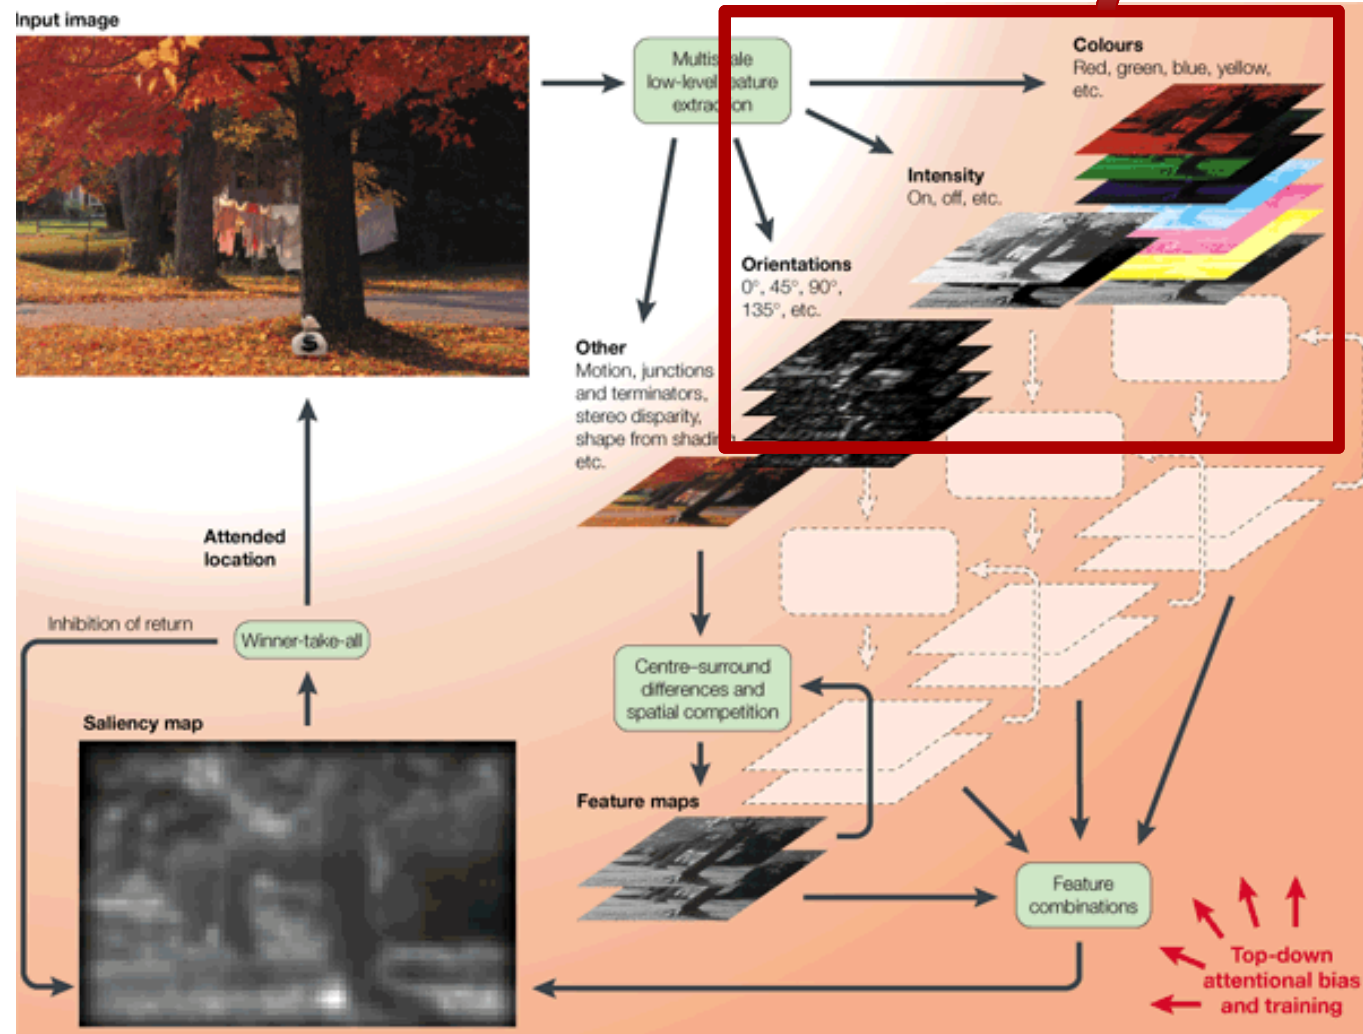 Input image
Multiscale
low-level feature
extraction
Colours
Red, green, blue, yellow,
etc.
Intensity
On, off, etc.
Orientations
0°, 45°, 90°,
135°, etc.
Other
Motion, junctions
and terminators,
stereo disparity,
shape from shading,
etc.
$
Attended
location
Inhibition of return
Winner-take-all
Centre–surround
differences and
spatial competition
Saliency map
Feature maps
Feature
combinations
Top-down
attentional bias
and training